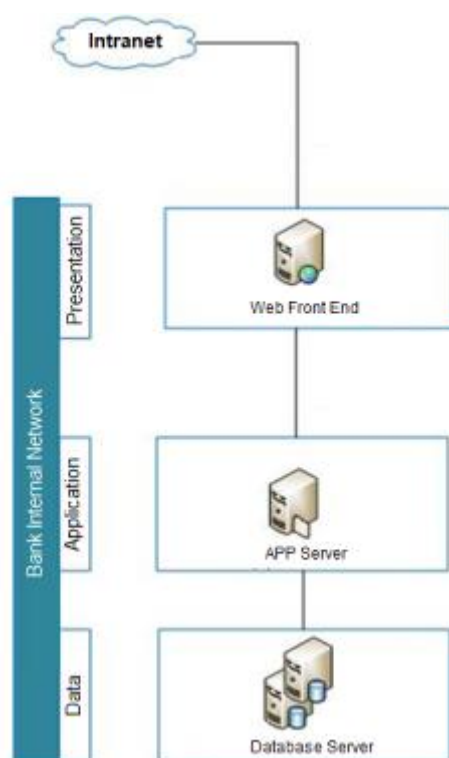 Intranet
Bank Internal Network
Presentation
Web Front End
Application
APP Server
Data
Database Server